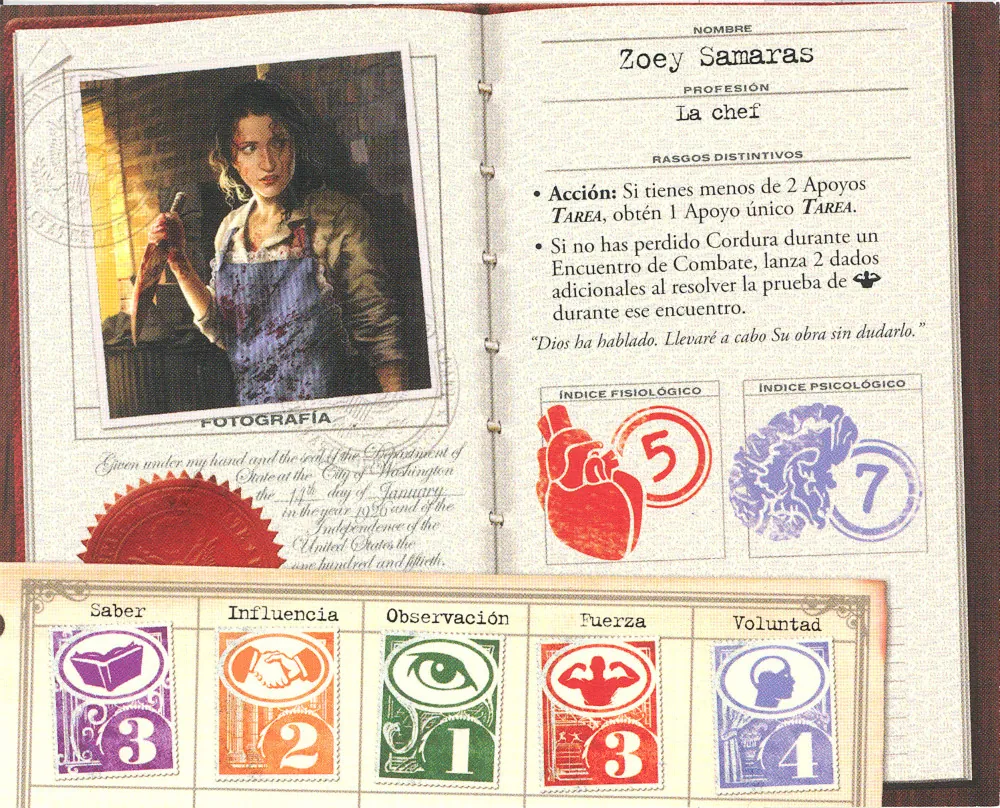 NOMBRE
Zoey Samaras
PROFESIÓN
La chef
RASGOS DISTINTIVOS
• Acción: Si tienes menos de 2 Apoyos
TAREA, obtén 1 Apoyo único TAREA.
• Si no has perdido Cordura durante un
Encuentro de Combate, lanza 2 dados
adicionales al resolver la prueba de
durante ese encuentro.
“Dios ha hablado. Llevaré a cabo Su obra sin dudarlo.”
FOTOGRAFÍA
ÍNDICE FISIOLÓGICO
5
ÍNDICE PSICOLÓGICO
7
Given under my hand and the seal of the Department of
State at the City of Washington
the 14th day of January
in the year 1926 and of the
Independence of the
United States the
one hundred and fiftieth.
Saber
Influencia
Observación
Fuerza
Voluntad
3
2
1
3
4